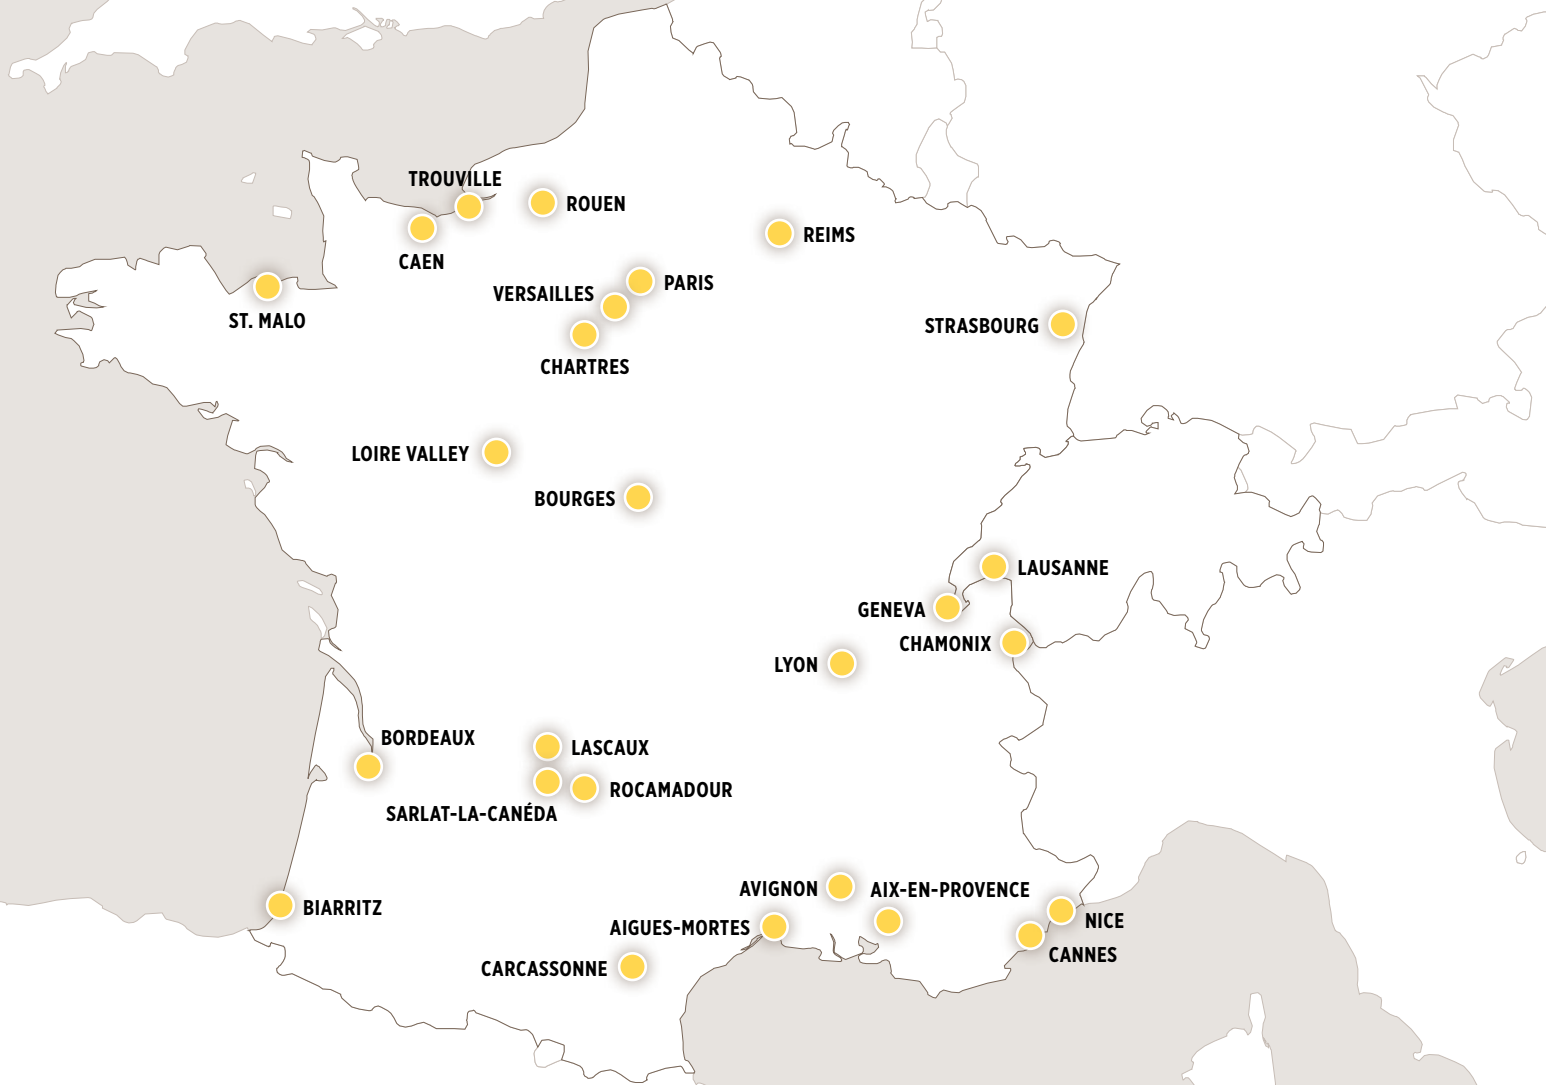 TROUVILLE
ROUEN
REIMS
CAEN
PARIS
VERSAILLES
ST. MALO
STRASBOURG
CHARTRES
LOIRE VALLEY
BOURGES
LAUSANNE
GENEVA
CHAMONIX
LYON
BORDEAUX
LASCAUX
ROCAMADOUR
SARLAT-LA-CANÉDA
AVIGNON
AIX-EN-PROVENCE
BIARRITZ
NICE
AIGUES-MORTES
CANNES
CARCASSONNE